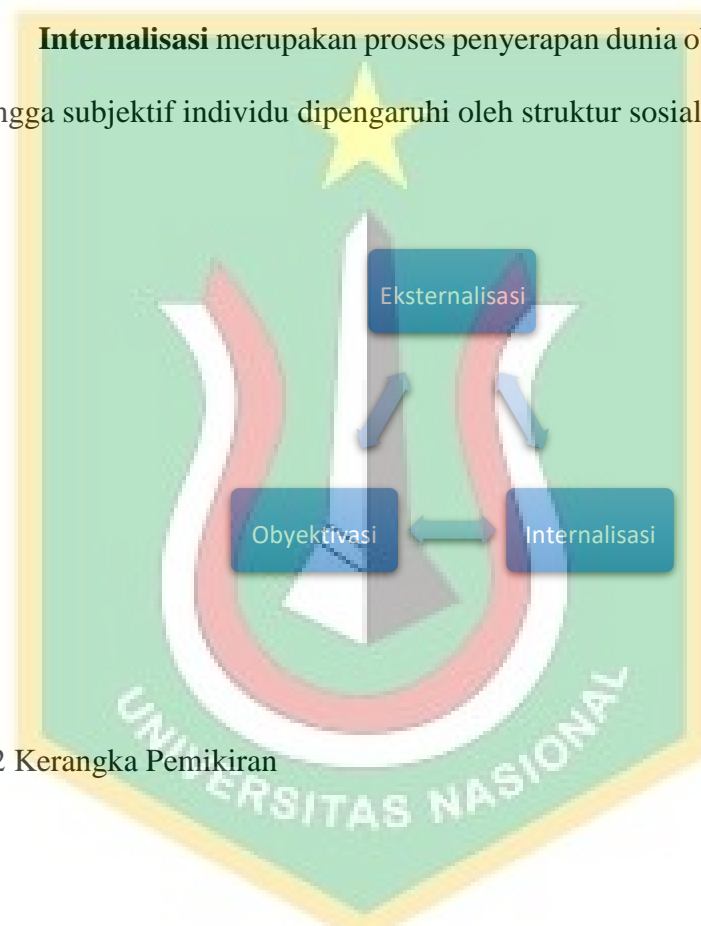 Internalisasi merupakan proses penyerapan dunia o
ngga subjektif individu dipengaruhi oleh struktur sosial
Eksternalisasi
Obyektivasi
Internalisasi
2 Kerangka Pemikiran
UNIVERSITAS NASIONAL